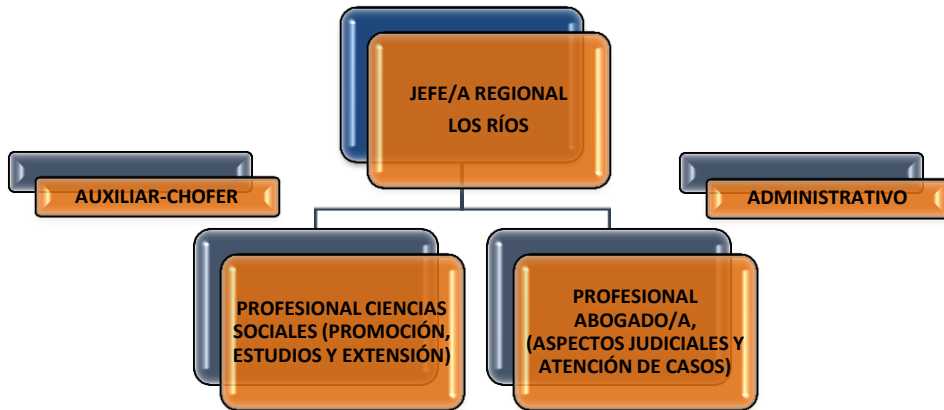 JEFE/A REGIONAL
LOS RÍOS
AUXILIAR-CHOFER
ADMINISTRATIVO
PROFESIONAL CIENCIAS
SOCIALES (PROMOCIÓN,
ESTUDIOS Y EXTENSIÓN)
PROFESIONAL
ABOGADO/A,
(ASPECTOS JUDICIALES Y
ATENCIÓN DE CASOS)